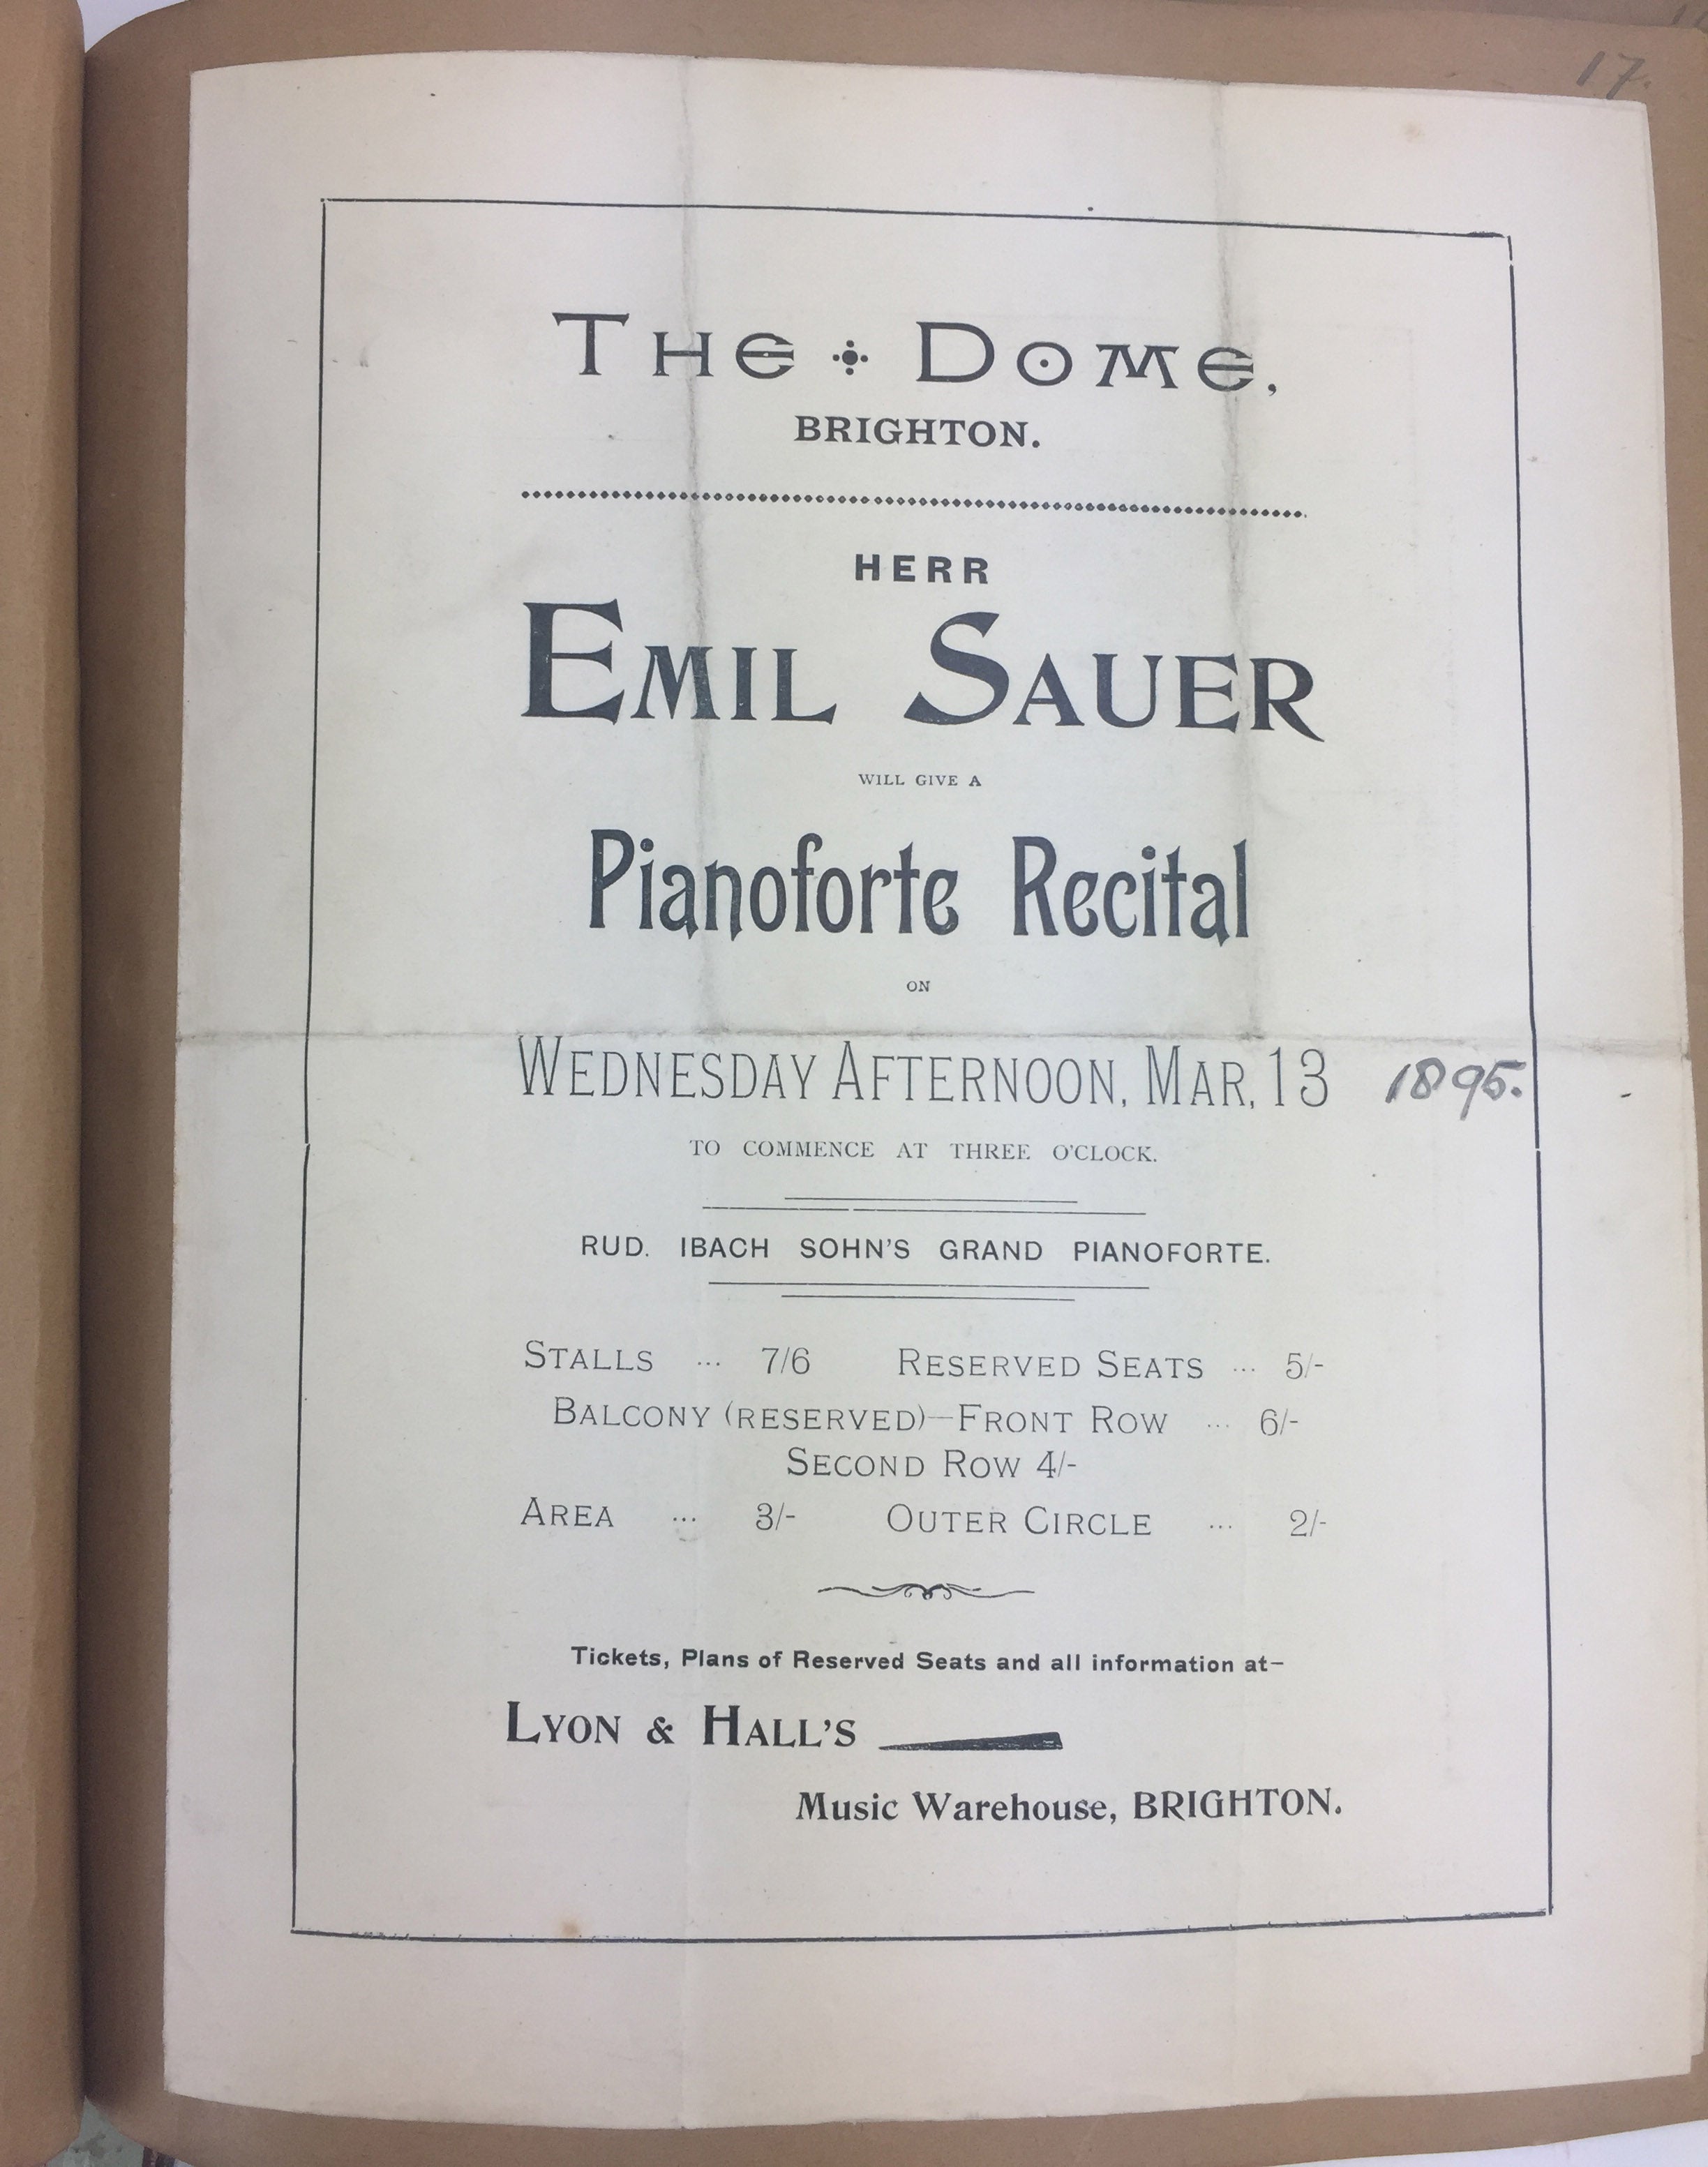 17.
THE DOME,
BRIGHTON.
HERR
EMIL SAUER
WILL GIVE A
Pianoforte Recital
ON
WEDNESDAY AFTERNOON, MAR, 13 1895.
TO COMMENCE AT THREE O'CLOCK.
RUD. IBACH SOHN'S GRAND PIANOFORTE.
STALLS ... 7/6 RESERVED SEATS ... 5/-
BALCONY (RESERVED)—FRONT ROW ... 6/-
SECOND ROW 4/-
AREA ... 3/- OUTER CIRCLE ... 2/-
Tickets, Plans of Reserved Seats and all information at—
LYON & HALL'S
Music Warehouse, BRIGHTON.